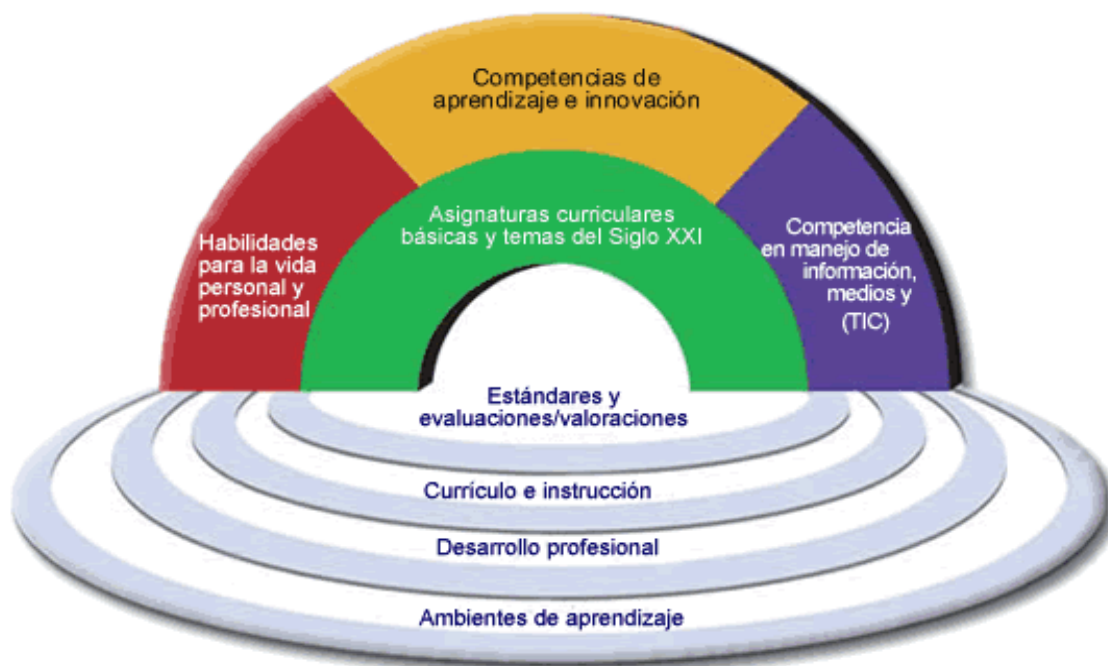 Competencias de
aprendizaje e innovación
Asignaturas curriculares
básicas y temas del Siglo XXI
Habilidades
para la vida
personal y
profesional
Competencia
en manejo de
información,
medios y
(TIC)
Estándares y
evaluaciones/valoraciones
Currículo e instrucción
Desarrollo profesional
Ambientes de aprendizaje